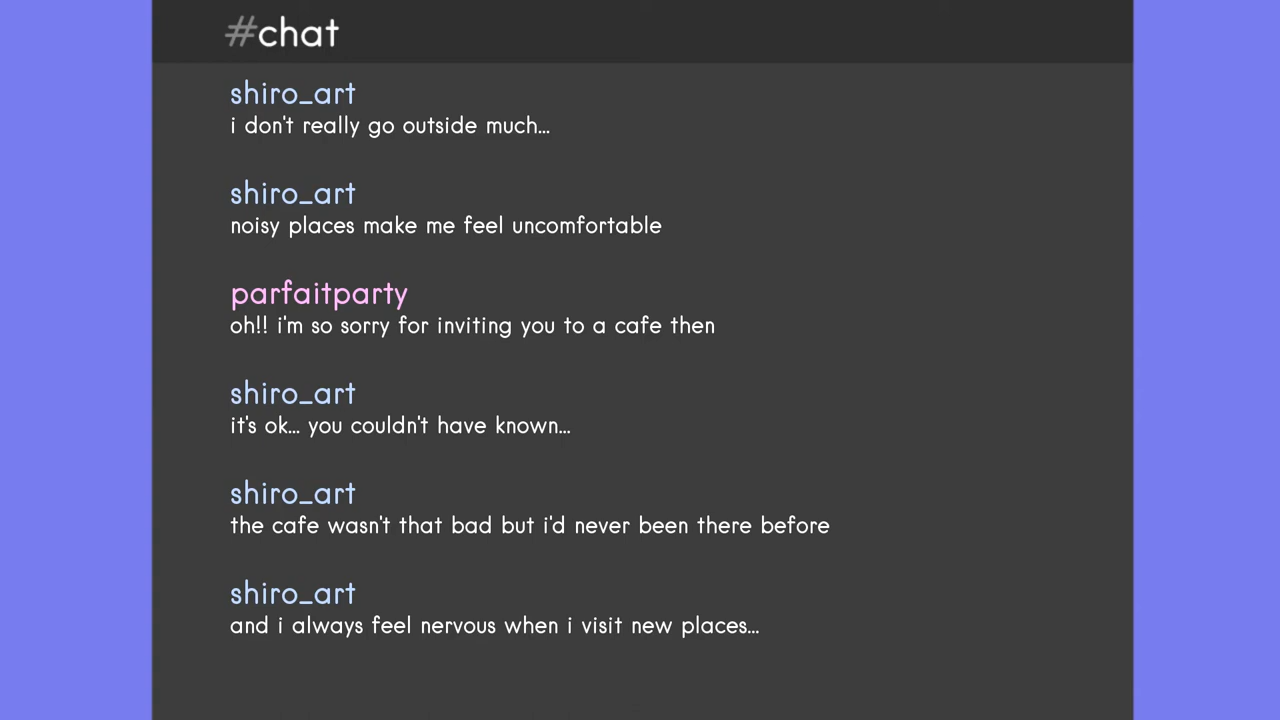 #chat
shiro_art
i don't really go outside much...
shiro_art
noisy places make me feel uncomfortable
parfaitparty
oh!! i'm so sorry for inviting you to a cafe then
shiro_art
it's ok... you couldn't have known...
shiro_art
the cafe wasn't that bad but i'd never been there before
shiro_art
and i always feel nervous when i visit new places...